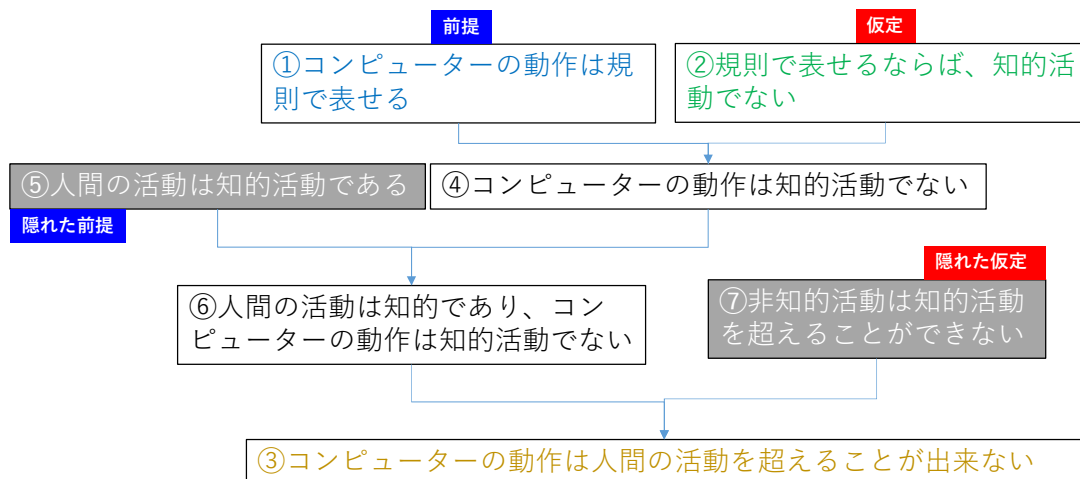 前提
仮定
①コンピューターの動作は規
則で表せる
②規則で表せるならば、知的活
動でない
⑤人間の活動は知的活動である
④コンピューターの動作は知的活動でない
隠れた前提
隠れた仮定
⑥人間の活動は知的であり、コン
ピューターの動作は知的活動でない
⑦非知的活動は知的活動
を超えることができない
③コンピューターの動作は人間の活動を超えることが出来ない